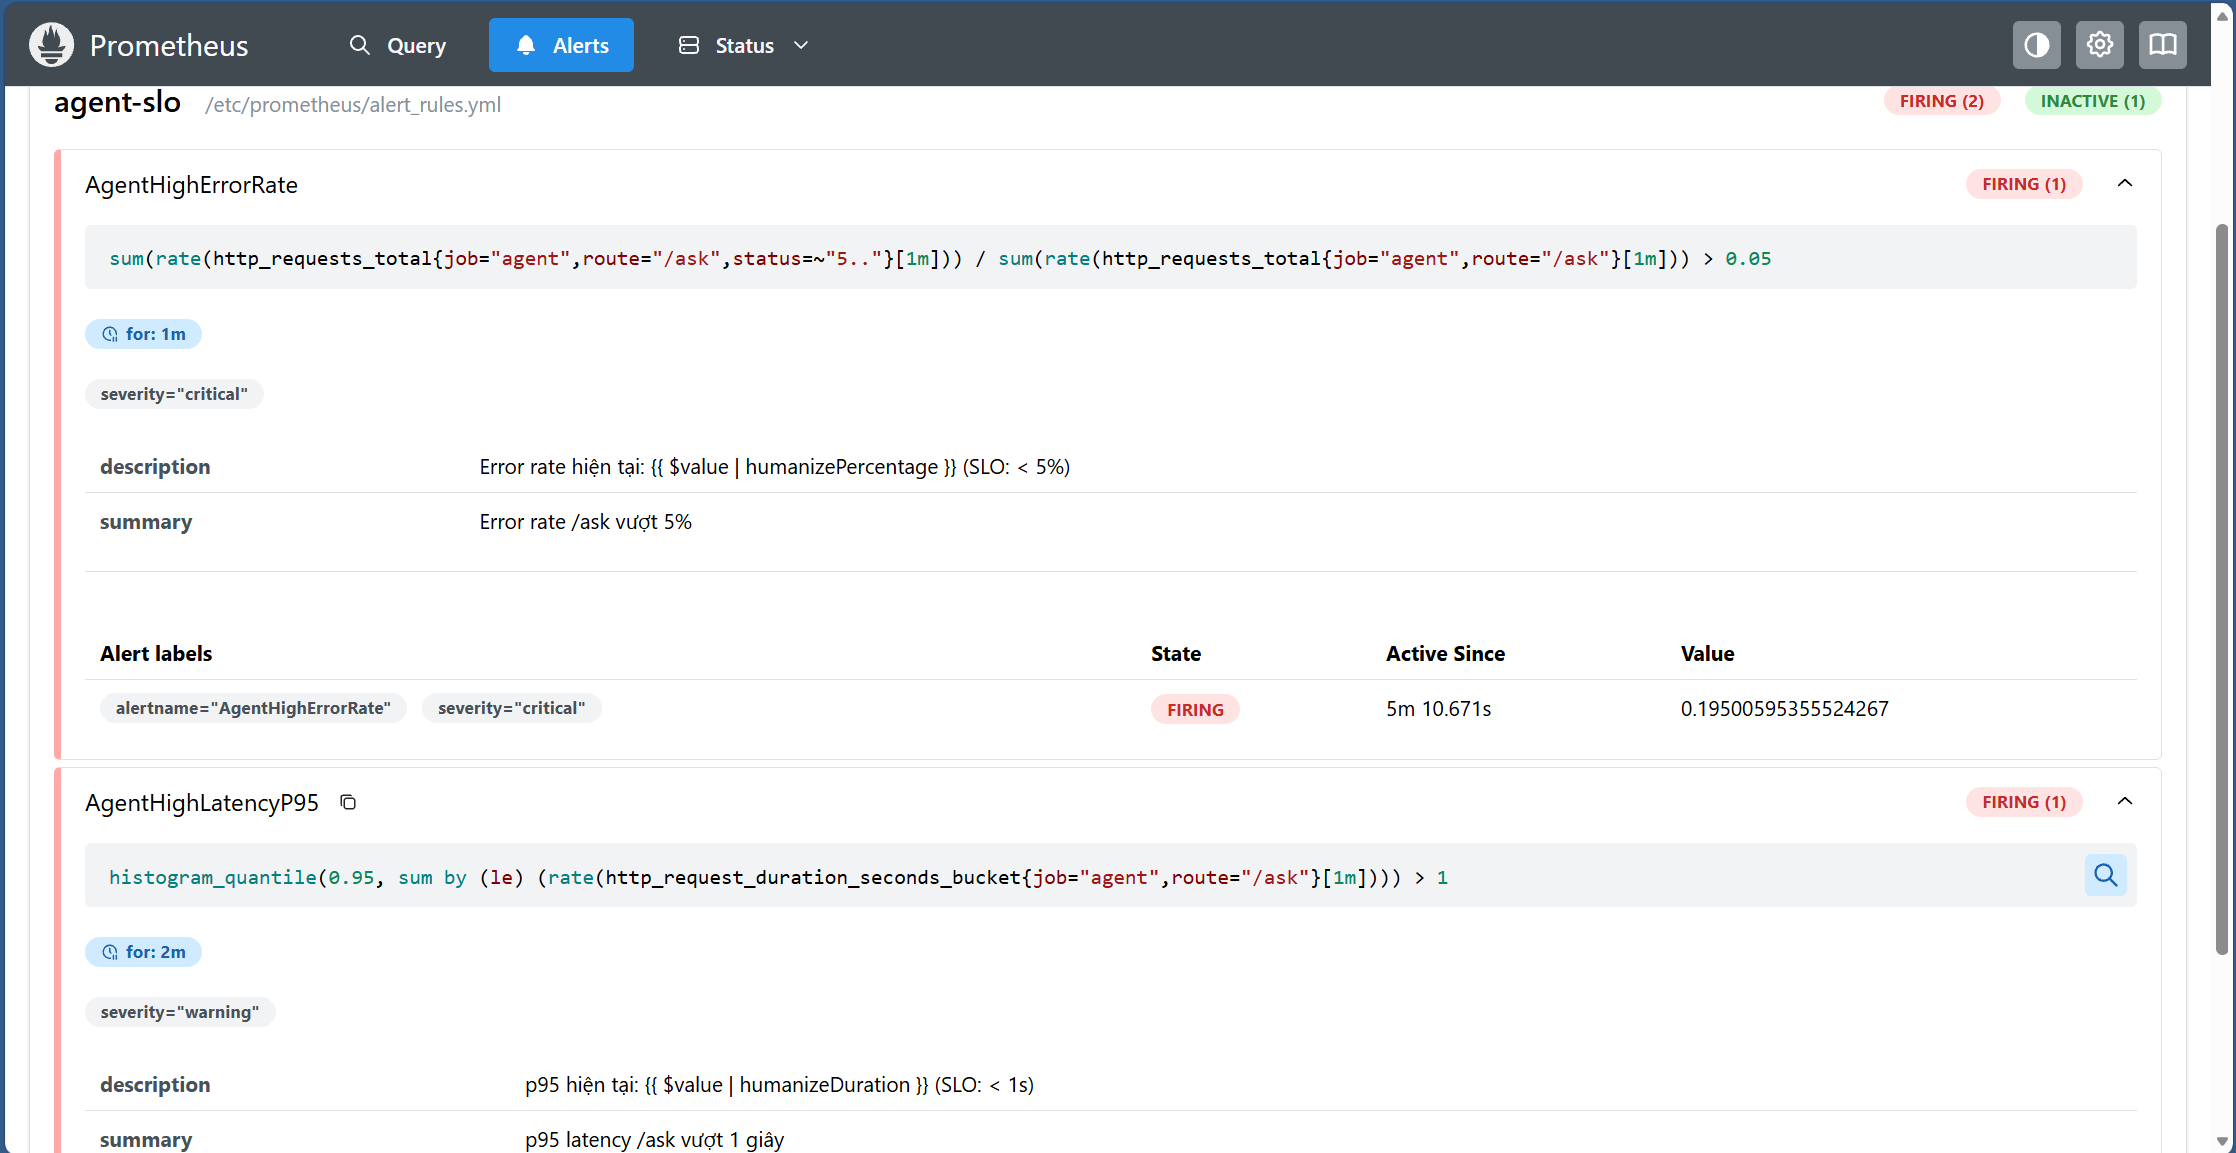 Prometheus Query Alerts Status
agent-slo /etc/prometheus/alert_rules.yml FIRING (2) INACTIVE (1)
AgentHighErrorRate FIRING (1)
sum(rate(http_requests_total{job="agent",route="/ask",status=~"5.."}[1m])) / sum(rate(http_requests_total{job="agent",route="/ask"}[1m])) > 0.05
for: 1m
severity="critical"
description Error rate hiện tại: {{ $value | humanizePercentage }} (SLO: < 5%)
summary Error rate /ask vượt 5%
Alert labels State Active Since Value
alertname="AgentHighErrorRate" severity="critical" FIRING 5m 10.671s 0.19500595355524267
AgentHighLatencyP95 FIRING (1)
histogram_quantile(0.95, sum by (le) (rate(http_request_duration_seconds_bucket{job="agent",route="/ask"}[1m]))) > 1
for: 2m
severity="warning"
description p95 hiện tại: {{ $value | humanizeDuration }} (SLO: < 1s)
summary p95 latency /ask vượt 1 giây